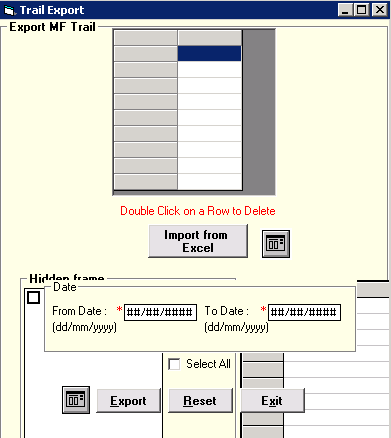 Trail Export
Export MF Trail
Double Click on a Row to Delete
Import from
Excel
Hidden frame
Date
From Date : * ##/##/#### To Date : * ##/##/####
(dd/mm/yyyy) (dd/mm/yyyy)
Select All
Export Reset Exit